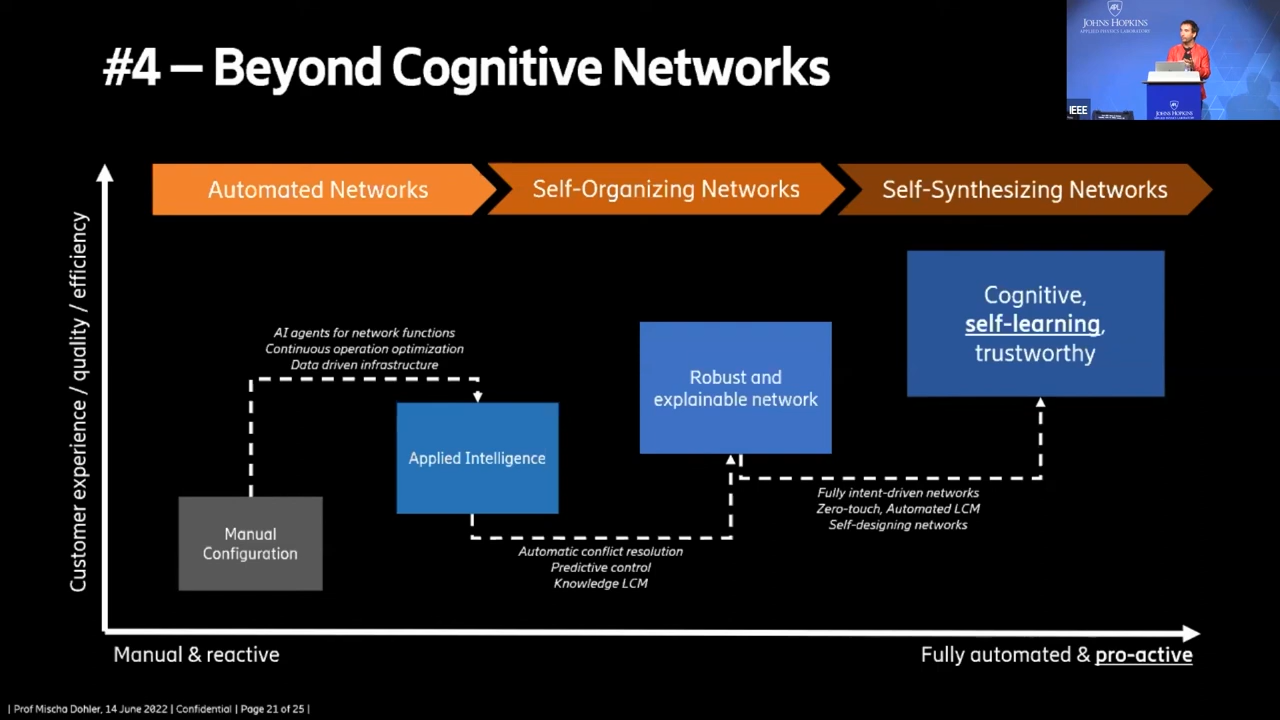 #4 – Beyond Cognitive Networks
JOHNS HOPKINS
APPLIED PHYSICS LABORATORY
IEEE
JOHNS HOPKINS
Automated Networks
Self-Organizing Networks
Self-Synthesizing Networks
Customer experience / quality / efficiency
Cognitive,
self-learning,
trustworthy
AI agents for network functions
Continuous operation optimization
Data driven infrastructure
Robust and
explainable network
Applied Intelligence
Manual
Configuration
Fully intent-driven networks
Zero-touch, Automated LCM
Self-designing networks
Automatic conflict resolution
Predictive control
Knowledge LCM
Manual & reactive
Fully automated & pro-active
| Prof Mischa Dohler, 14 June 2022 | Confidential | Page 21 of 25 |